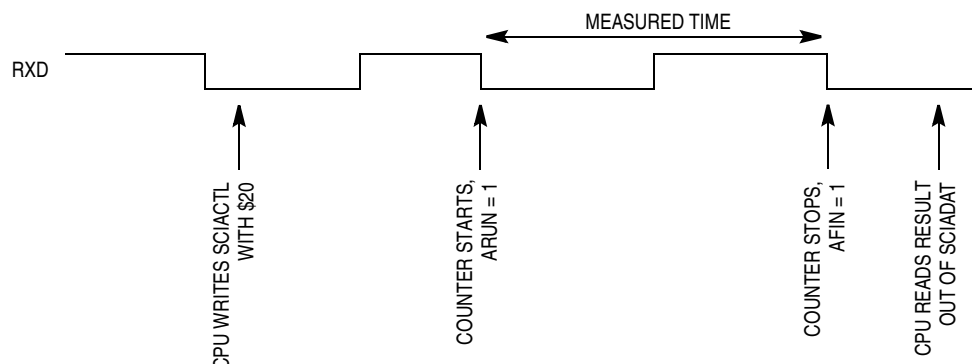 MEASURED TIME
RXD
CPU WRITES SCIACTL
WITH $20
COUNTER STARTS,
ARUN = 1
COUNTER STOPS,
AFIN = 1
CPU READS RESULT
OUT OF SCIADAT